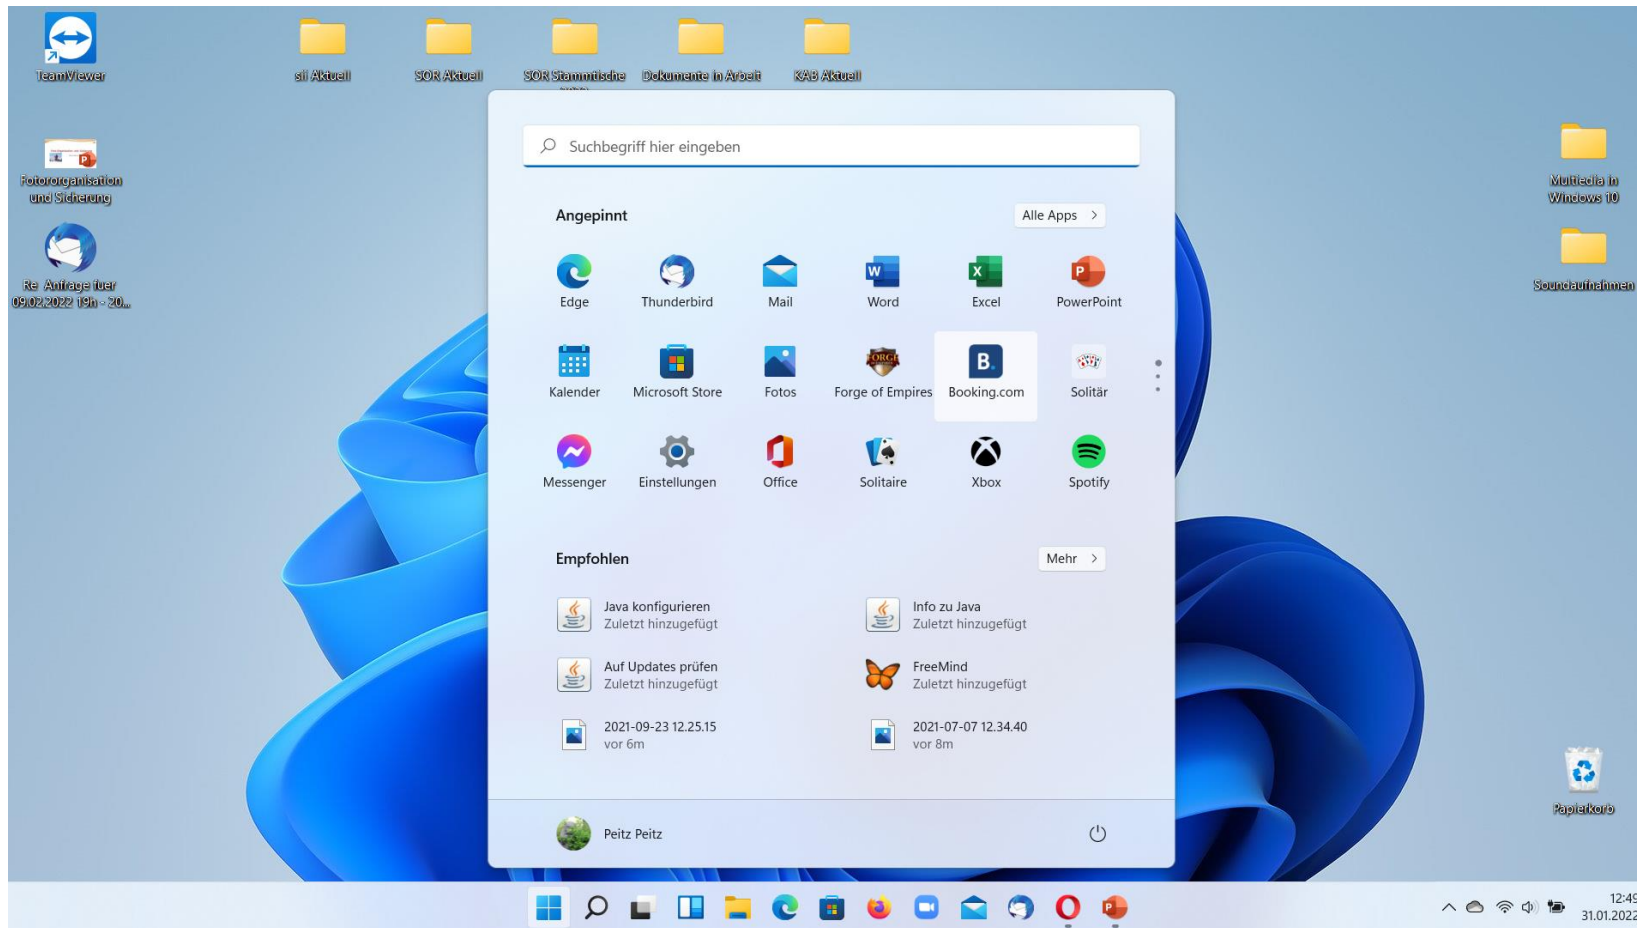 TeamViewer
sii Aktuell
SOR Aktuell
SOR Stammtische
Dokumente in Arbeit
KAB Aktuell
Fotororganisation
und Sicherung
Re Anfrage fuer
09.02.2022 19h - 20...
Suchbegriff hier eingeben
Angepinnt
Alle Apps >
Edge
Thunderbird
Mail
Word
Excel
PowerPoint
Kalender
Microsoft Store
Fotos
Forge of Empires
Booking.com
Solitär
Messenger
Einstellungen
Office
Solitaire
Xbox
Spotify
Empfohlen
Mehr >
Java konfigurieren
Zuletzt hinzugefügt
Info zu Java
Zuletzt hinzugefügt
Auf Updates prüfen
Zuletzt hinzugefügt
FreeMind
Zuletzt hinzugefügt
2021-09-23 12.25.15
vor 6m
2021-07-07 12.34.40
vor 8m
Peitz Peitz
Multiedia in
Windows 10
Soundaufnahmen
Papierkorb
12:49
31.01.2022